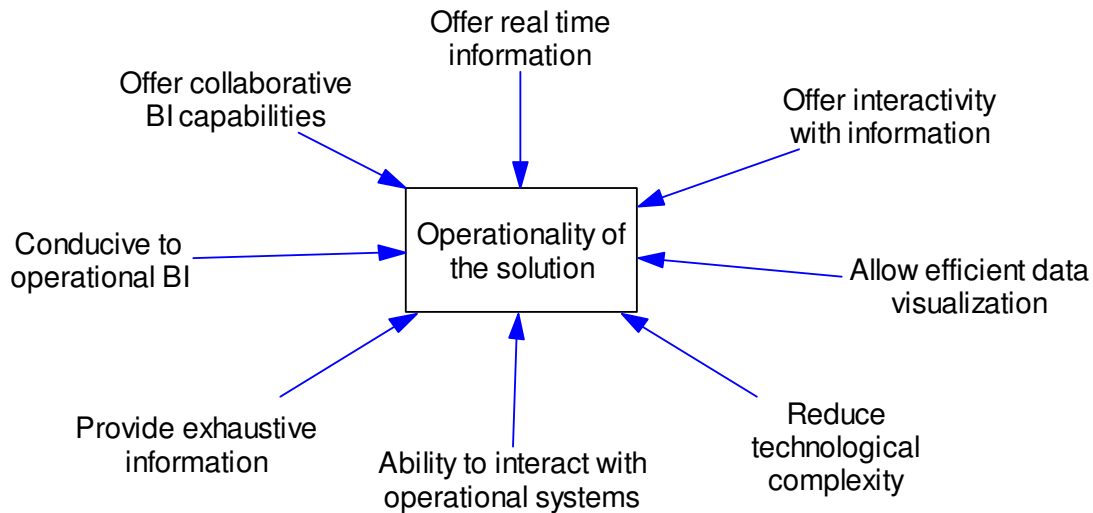 Offer real time
information
Offer collaborative
BI capabilities
Offer interactivity
with information
Operationality of
the solution
Conducive to
operational BI
Allow efficient data
visualization
Provide exhaustive
information
Ability to interact with
operational systems
Reduce
technological
complexity